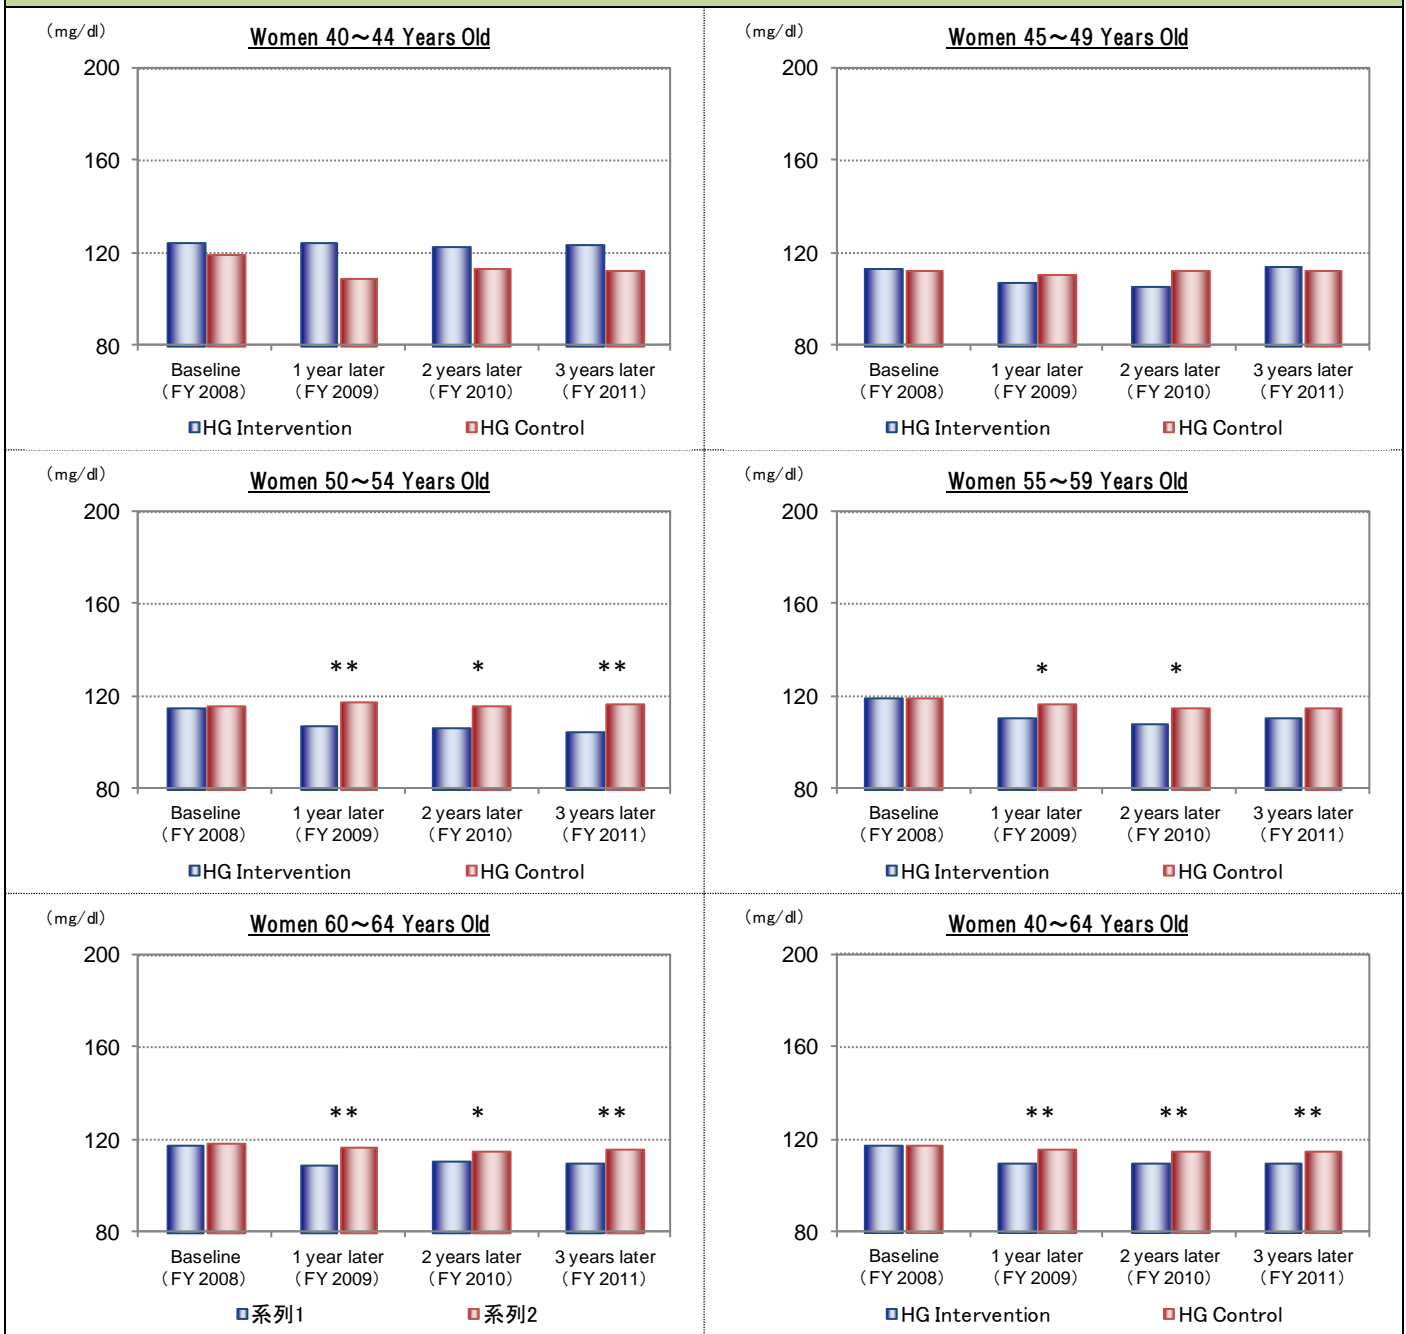 （mg/dl）
Women 40～44 Years Old
200
160
120
80
Baseline
（FY 2008）
1 year later
（FY 2009）
2 years later
（FY 2010）
3 years later
（FY 2011）
HG Intervention
HG Control
（mg/dl）
Women 45～49 Years Old
200
160
120
80
Baseline
（FY 2008）
1 year later
（FY 2009）
2 years later
（FY 2010）
3 years later
（FY 2011）
HG Intervention
HG Control
（mg/dl）
Women 50～54 Years Old
200
160
120
80
**
*
**
Baseline
（FY 2008）
1 year later
（FY 2009）
2 years later
（FY 2010）
3 years later
（FY 2011）
HG Intervention
HG Control
（mg/dl）
Women 55～59 Years Old
200
160
120
80
*
*
Baseline
（FY 2008）
1 year later
（FY 2009）
2 years later
（FY 2010）
3 years later
（FY 2011）
HG Intervention
HG Control
（mg/dl）
Women 60～64 Years Old
200
160
120
80
**
*
**
Baseline
（FY 2008）
1 year later
（FY 2009）
2 years later
（FY 2010）
3 years later
（FY 2011）
系列1
系列2
（mg/dl）
Women 40～64 Years Old
200
160
120
80
**
**
**
Baseline
（FY 2008）
1 year later
（FY 2009）
2 years later
（FY 2010）
3 years later
（FY 2011）
HG Intervention
HG Control